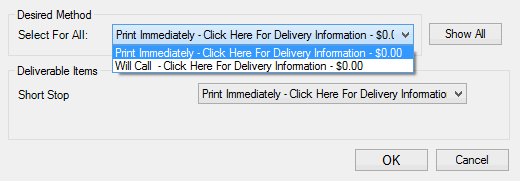 Desired Method
Select For All:
Print Immediately - Click Here For Delivery Information - $0.0
Show All
Print Immediately - Click Here For Delivery Information - $0.00
Will Call - Click Here For Delivery Information - $0.00
Deliverable Items
Short Stop
Print Immediately - Click Here For Delivery Information
OK
Cancel